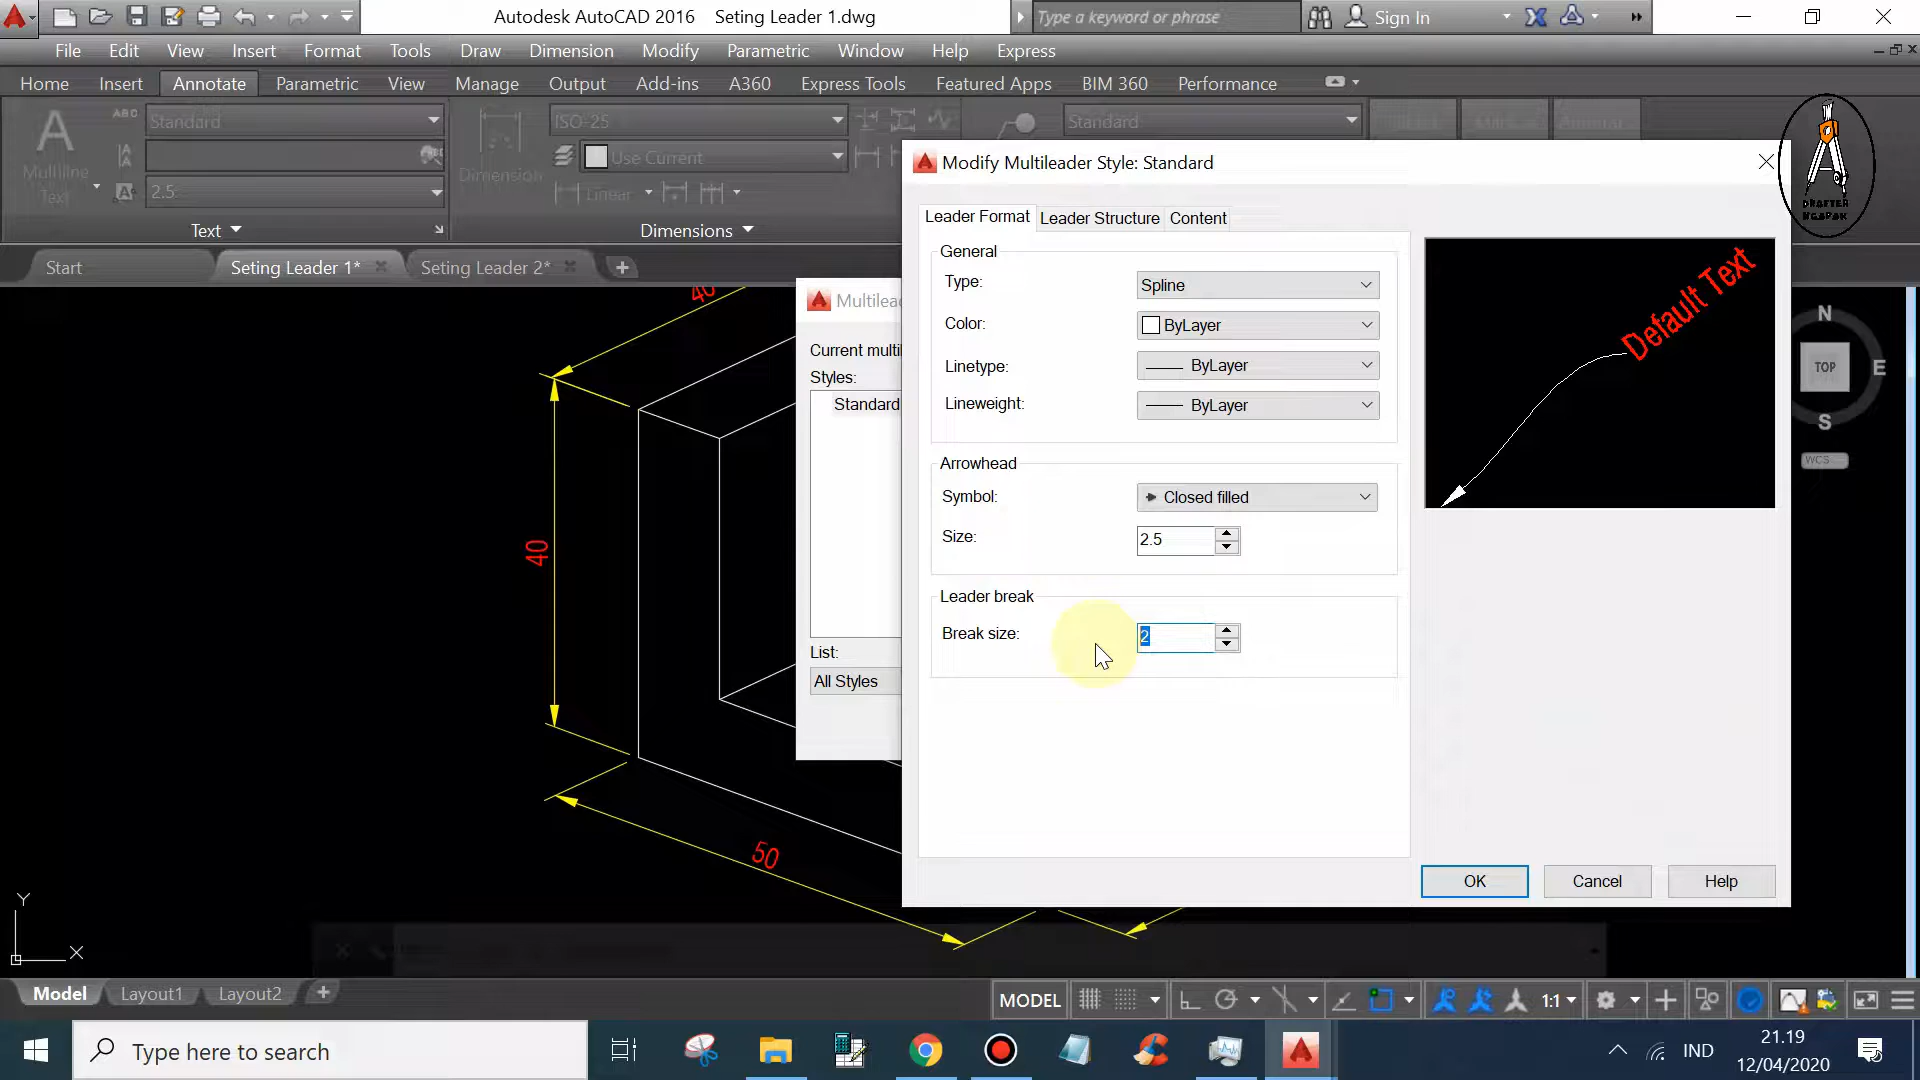 Autodesk AutoCAD 2016 Seting Leader 1.dwg
Type a keyword or phrase
Sign In
File Edit View Insert Format Tools Draw Dimension Modify Parametric Window Help Express
Home Insert Annotate Parametric View Manage Output Add-ins A360 Express Tools Featured Apps BIM 360 Performance
ABC Standard
ISO-25
Standard
Multiline Text
Use Current
Dimension
2.5
Linear
Text
Dimensions
DRAFTER
NGAPAK
Start
Seting Leader 1*
Seting Leader 2*
Modify Multileader Style: Standard
Leader Format Leader Structure Content
General
Type: Spline
Color: ByLayer
Linetype: ByLayer
Lineweight: ByLayer
Arrowhead
Symbol: Closed filled
Size: 2.5
Leader break
Break size: 2
Default Text
OK Cancel Help
Current
Styles:
Standard
List:
All Styles
40
40
50
N
TOP
E
S
WCS
Y
X
Model Layout1 Layout2
MODEL
1:1
Type here to search
IND
21.19
12/04/2020